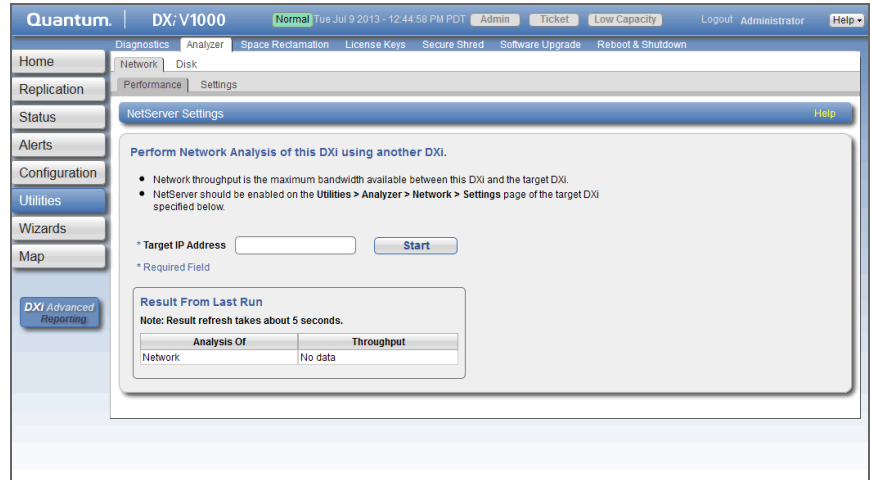 Quantum. DXi V1000 Normal Tue Jul 9 2013 - 12:44:58 PM PDT Admin Ticket Low Capacity Logout Administrator Help
Diagnostics Analyzer Space Reclamation License Keys Secure Shred Software Upgrade Reboot & Shutdown
Home
Replication
Status
Alerts
Configuration
Utilities
Wizards
Map
DXi Advanced
Reporting
Network Disk
Performance Settings
NetServer Settings Help
Perform Network Analysis of this DXi using another DXi.
• Network throughput is the maximum bandwidth available between this DXi and the target DXi.
• NetServer should be enabled on the Utilities > Analyzer > Network > Settings page of the target DXi
specified below.
* Target IP Address Start
* Required Field
Result From Last Run
Note: Result refresh takes about 5 seconds.
Analysis Of Throughput
Network No data